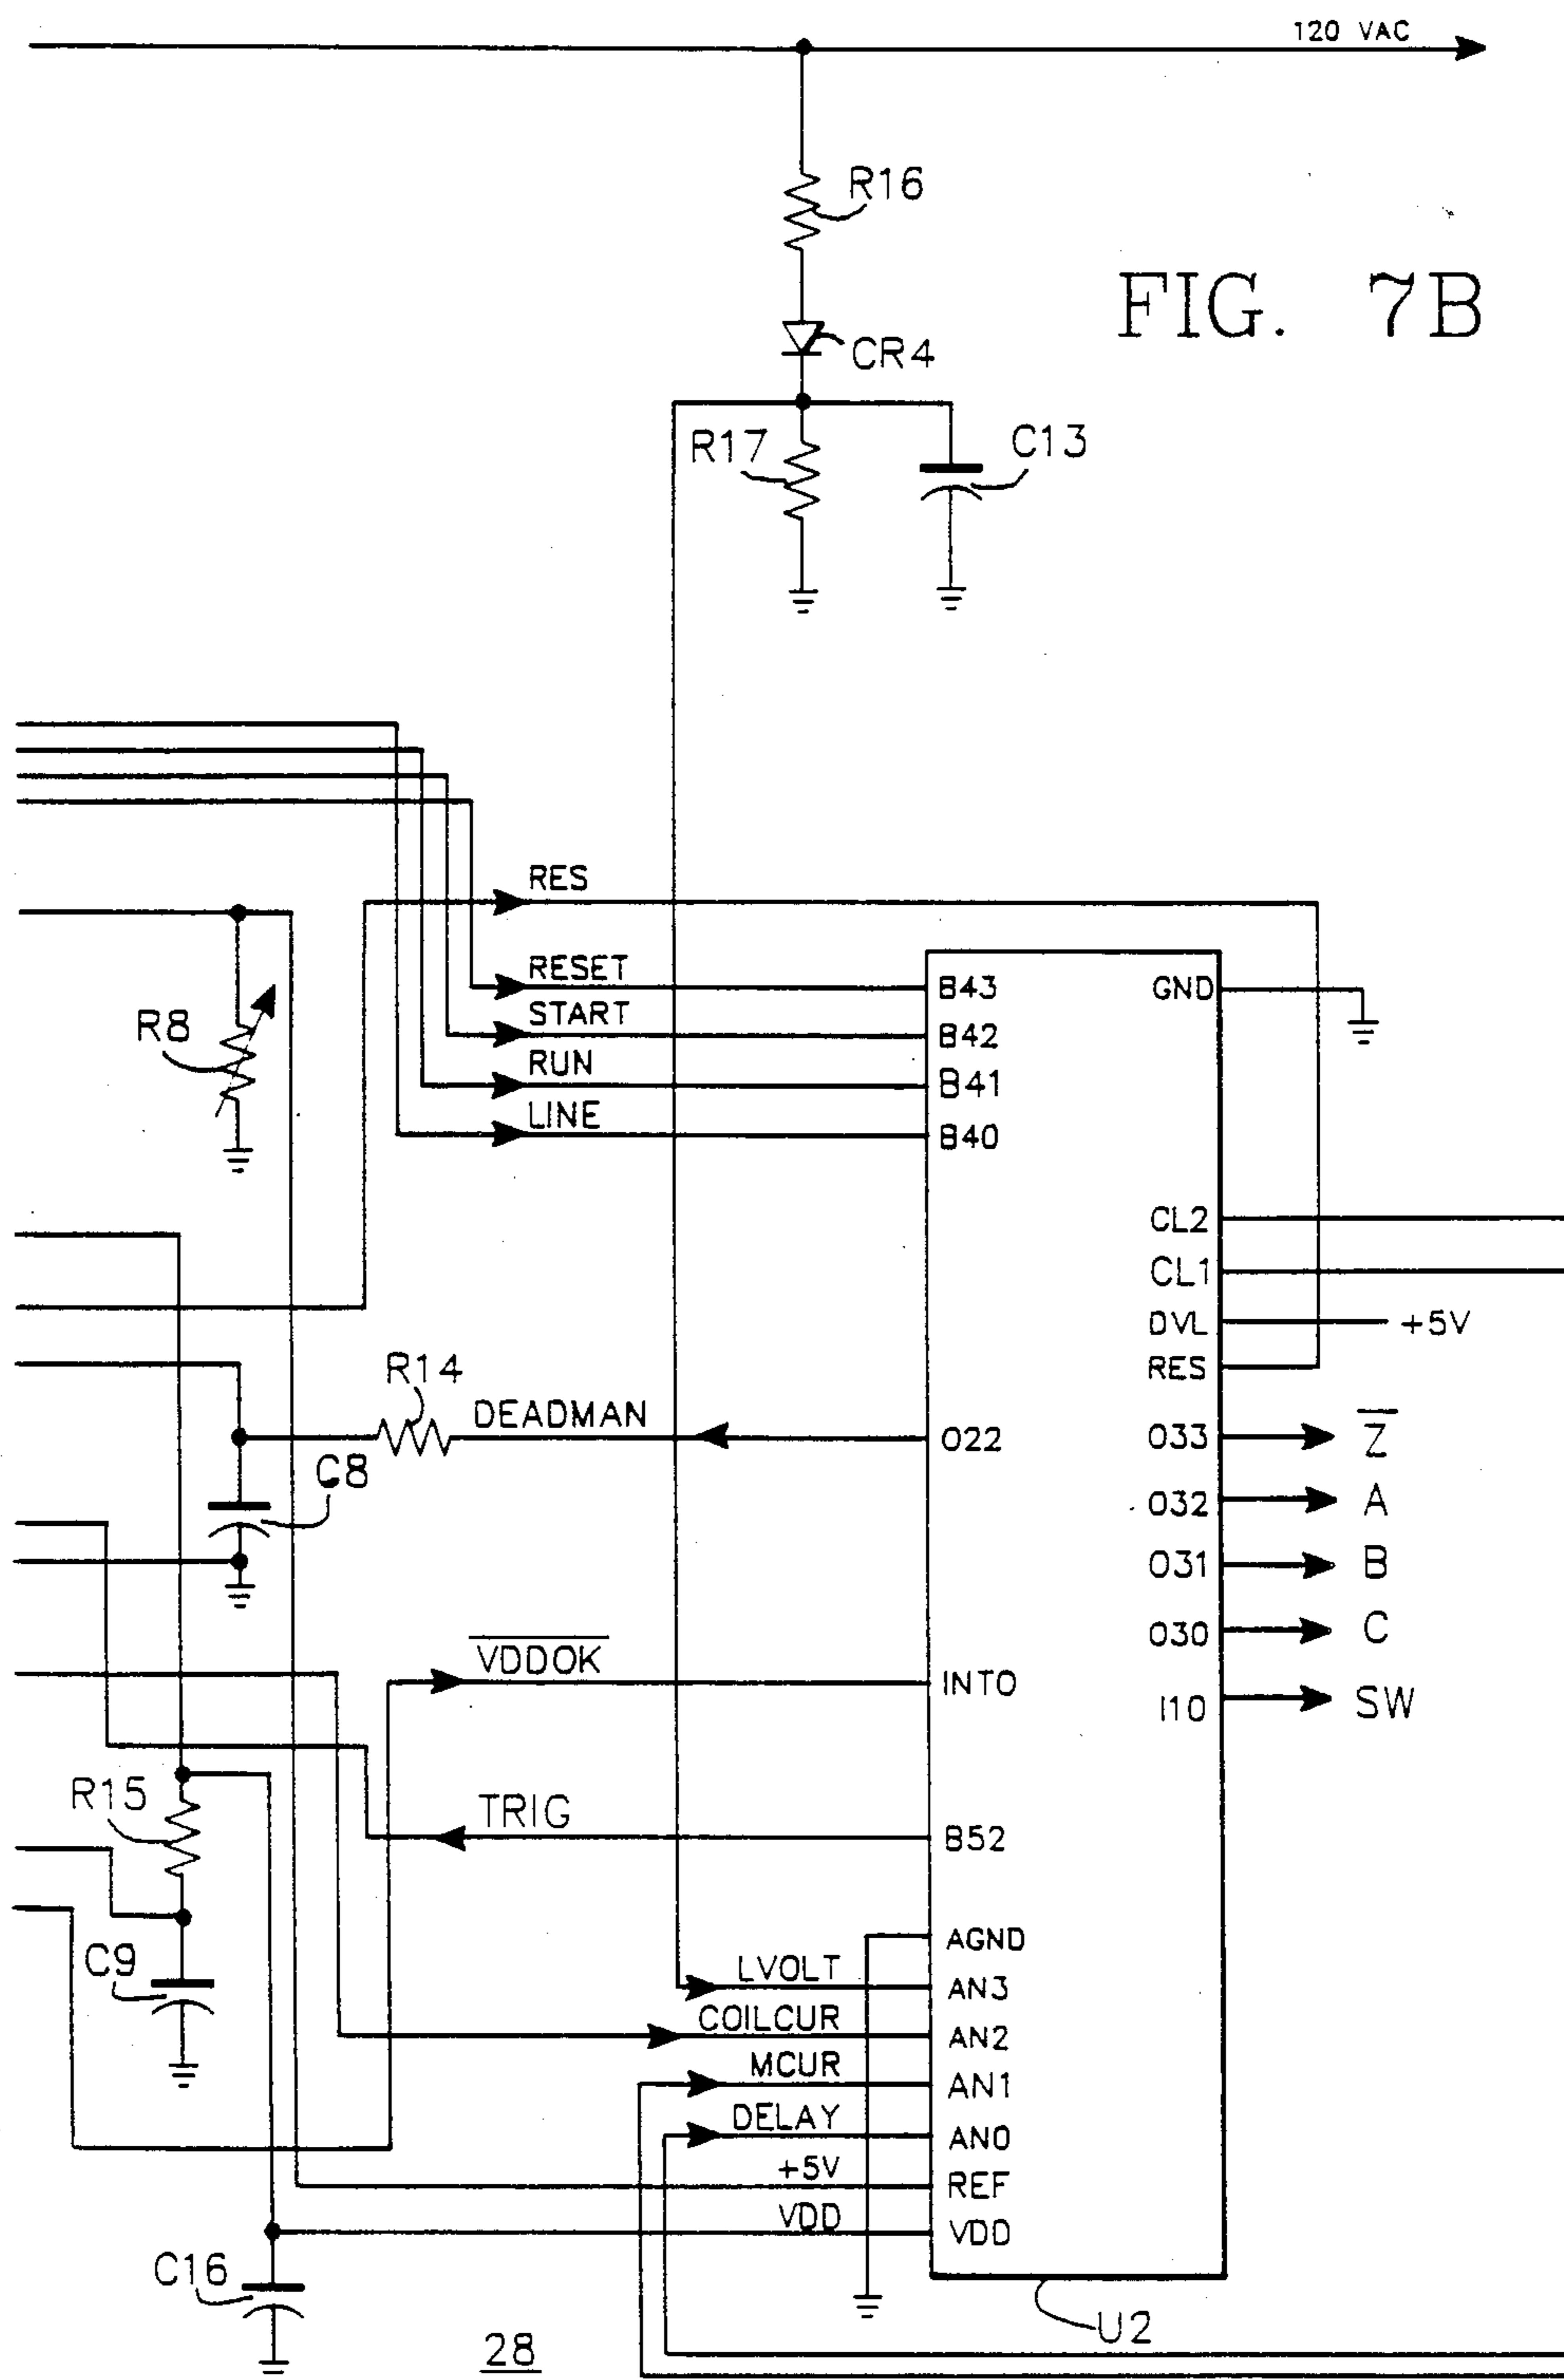 120 VAC
R16
FIG. 7B
CR4
R17
C13
RES
RESET
B43
GND
START
B42
R8
RUN
B41
LINE
B40
CL2
CL1
DVL
+5V
RES
R14
DEADMAN
O22
O33
Z
C8
O32
A
O31
B
VDDOK
O30
C
INTO
I10
SW
R15
TRIG
B52
AGND
C9
LVOLT
AN3
COILCUR
AN2
MCUR
AN1
DELAY
AN0
+5V
REF
VDD
VDD
C16
U2
28